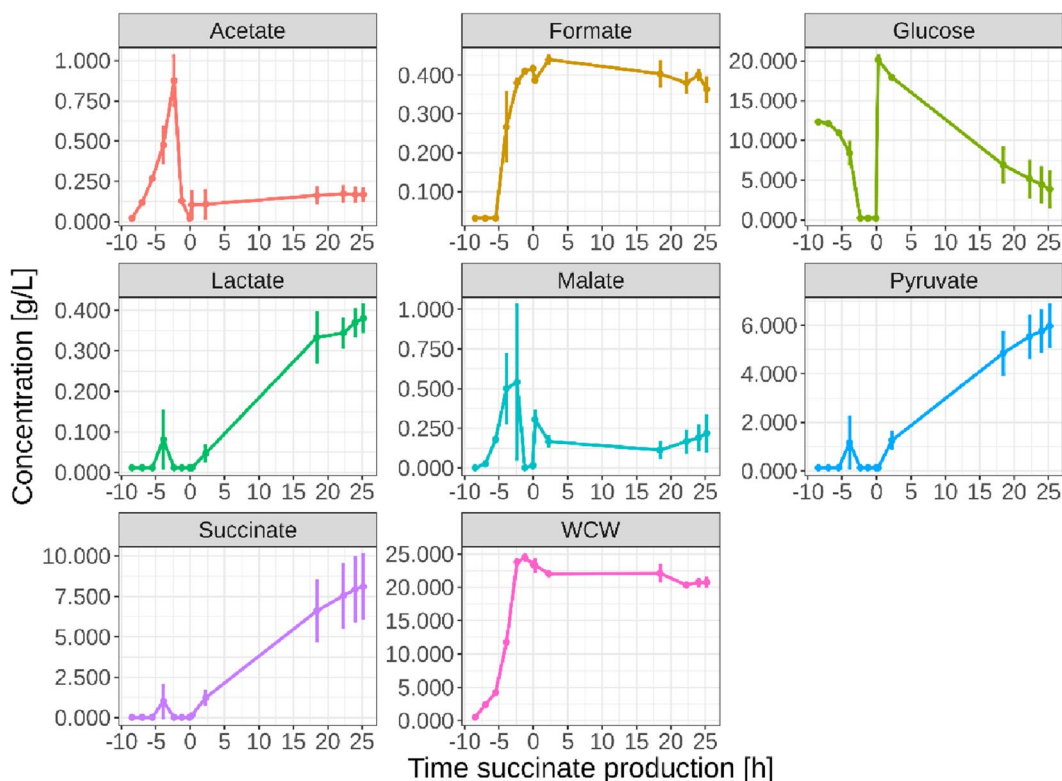 Acetate Formate Glucose
1.000 0.400 20.000
0.750 0.300 15.000
0.500 0.200 10.000
0.250 0.100 5.000
0.000 0.000
-10 -5 0 5 10 15 20 25 -10 -5 0 5 10 15 20 25 -10 -5 0 5 10 15 20 25
Lactate Malate Pyruvate
0.400 1.000 6.000
0.300 0.750 4.000
0.200 0.500 2.000
0.100 0.250 0.000
0.000 0.000
-10 -5 0 5 10 15 20 25 -10 -5 0 5 10 15 20 25 -10 -5 0 5 10 15 20 25
Succinate WCW
10.000 25.000
7.500 20.000
5.000 15.000
2.500 10.000
0.000 5.000
0.000
-10 -5 0 5 10 15 20 25 -10 -5 0 5 10 15 20 25
Concentration [g/L]
Time succinate production [h]